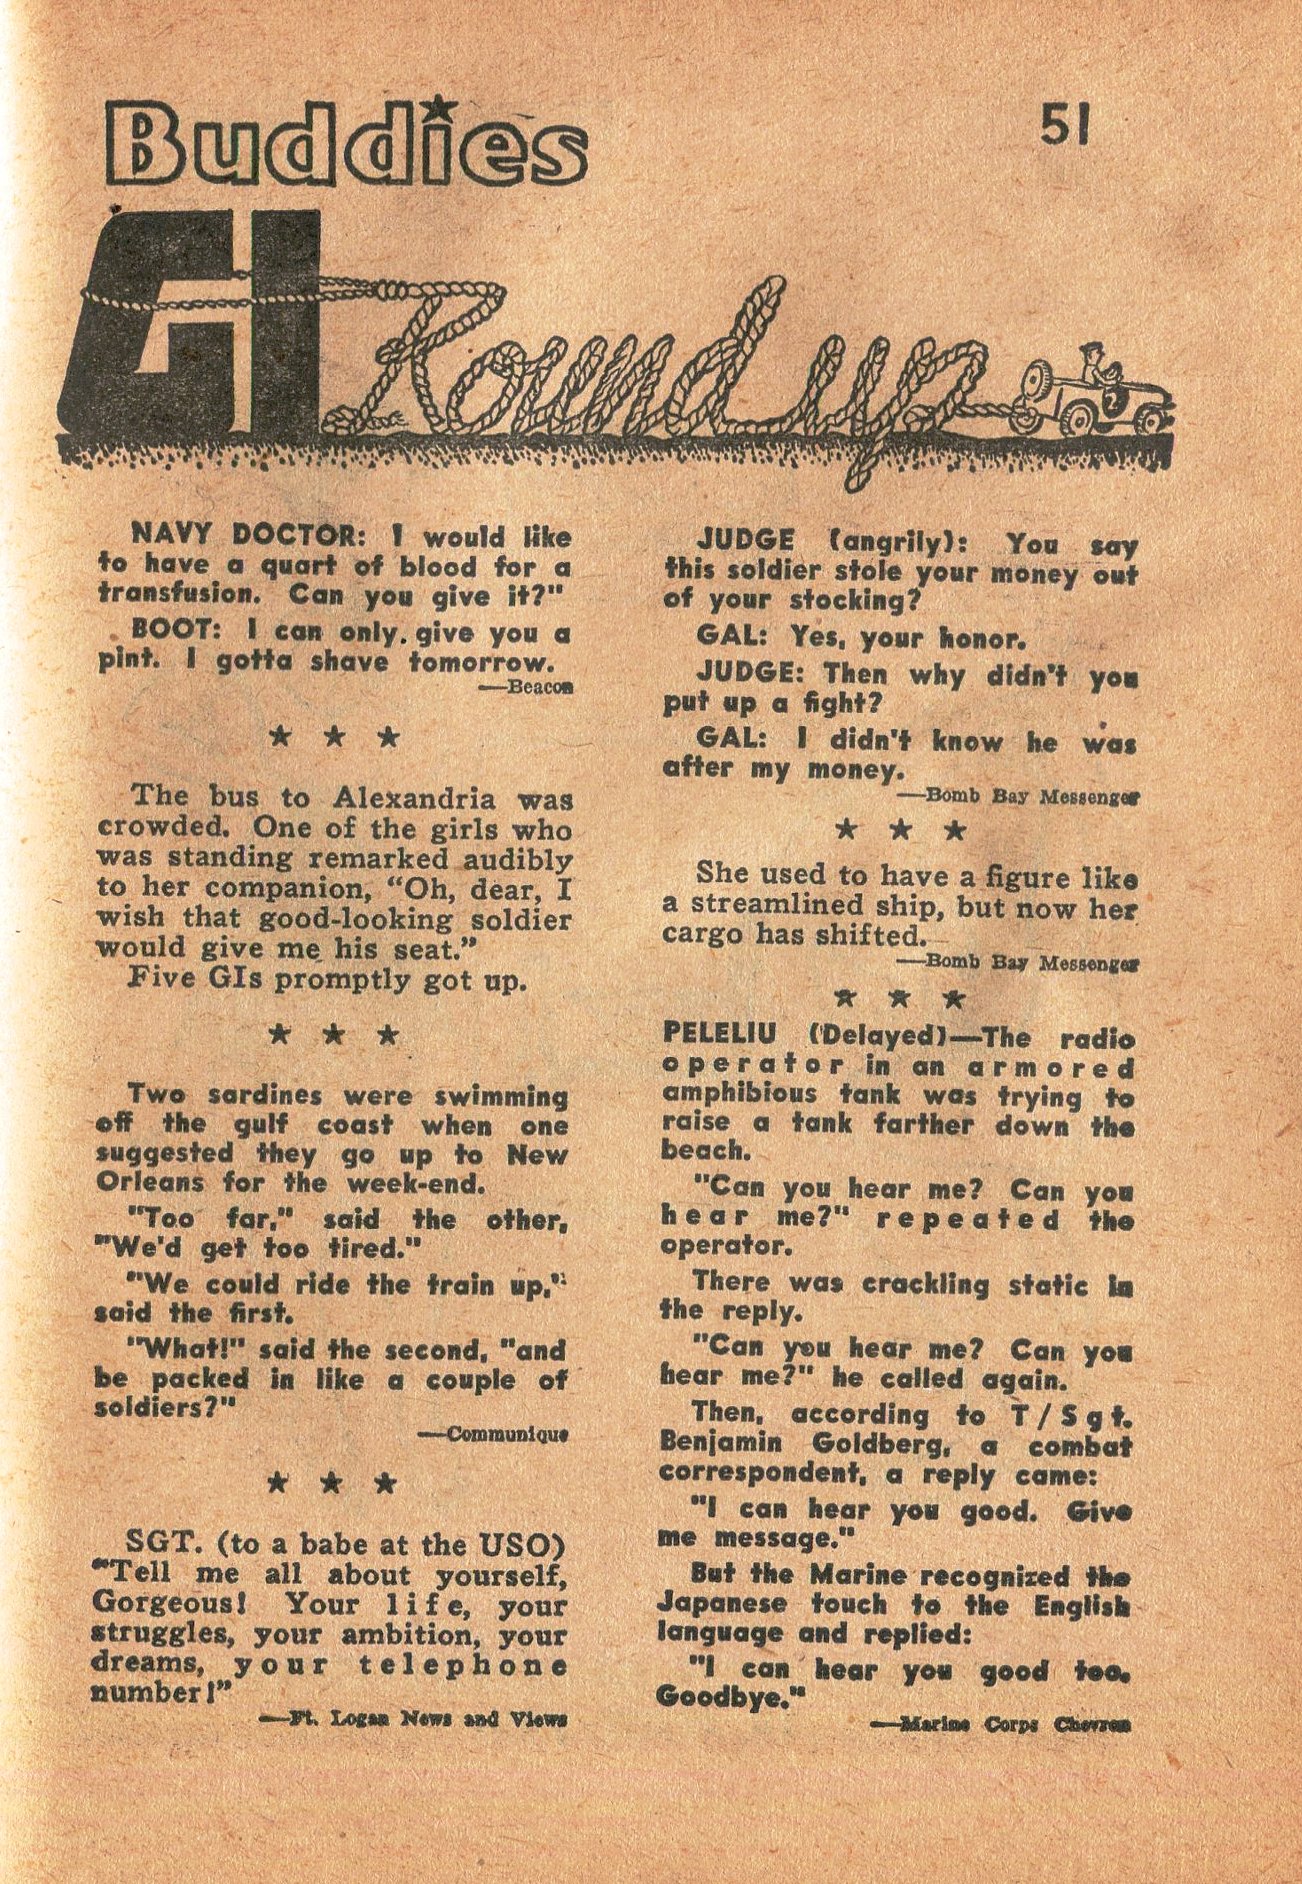 Buddies
51
GI Roundup
2
NAVY DOCTOR: I would like
to have a quart of blood for a
transfusion. Can you give it?"
BOOT: I can only give you a
pint. I gotta shave tomorrow.
—Beacon
★ ★ ★
The bus to Alexandria was
crowded. One of the girls who
was standing remarked audibly
to her companion, “Oh, dear, I
wish that good-looking soldier
would give me his seat.”
Five GIs promptly got up.
★ ★ ★
Two sardines were swimming
off the gulf coast when one
suggested they go up to New
Orleans for the week-end.
"Too far," said the other,
"We'd get too tired."
"We could ride the train up,"
said the first.
"What!" said the second, "and
be packed in like a couple of
soldiers?"
—Communique
★ ★ ★
SGT. (to a babe at the USO)
“Tell me all about yourself,
Gorgeous! Your life, your
struggles, your ambition, your
dreams, your telephone
number!”
—Ft. Logan News and Views
JUDGE (angrily): You say
this soldier stole your money out
of your stocking?
GAL: Yes, your honor.
JUDGE: Then why didn't you
put up a fight?
GAL: I didn't know he was
after my money.
—Bomb Bay Messenger
★ ★ ★
She used to have a figure like
a streamlined ship, but now her
cargo has shifted.
—Bomb Bay Messenger
★ ★ ★
PELELIU (Delayed)—The radio
operator in an armored
amphibious tank was trying to
raise a tank farther down the
beach.
"Can you hear me? Can you
hear me?" repeated the
operator.
There was crackling static in
the reply.
"Can you hear me? Can you
hear me?" he called again.
Then, according to T/Sgt.
Benjamin Goldberg, a combat
correspondent, a reply came:
"I can hear you good. Give
me message."
But the Marine recognized the
Japanese touch to the English
language and replied:
"I can hear you good too.
Goodbye."
—Marine Corps Chevron